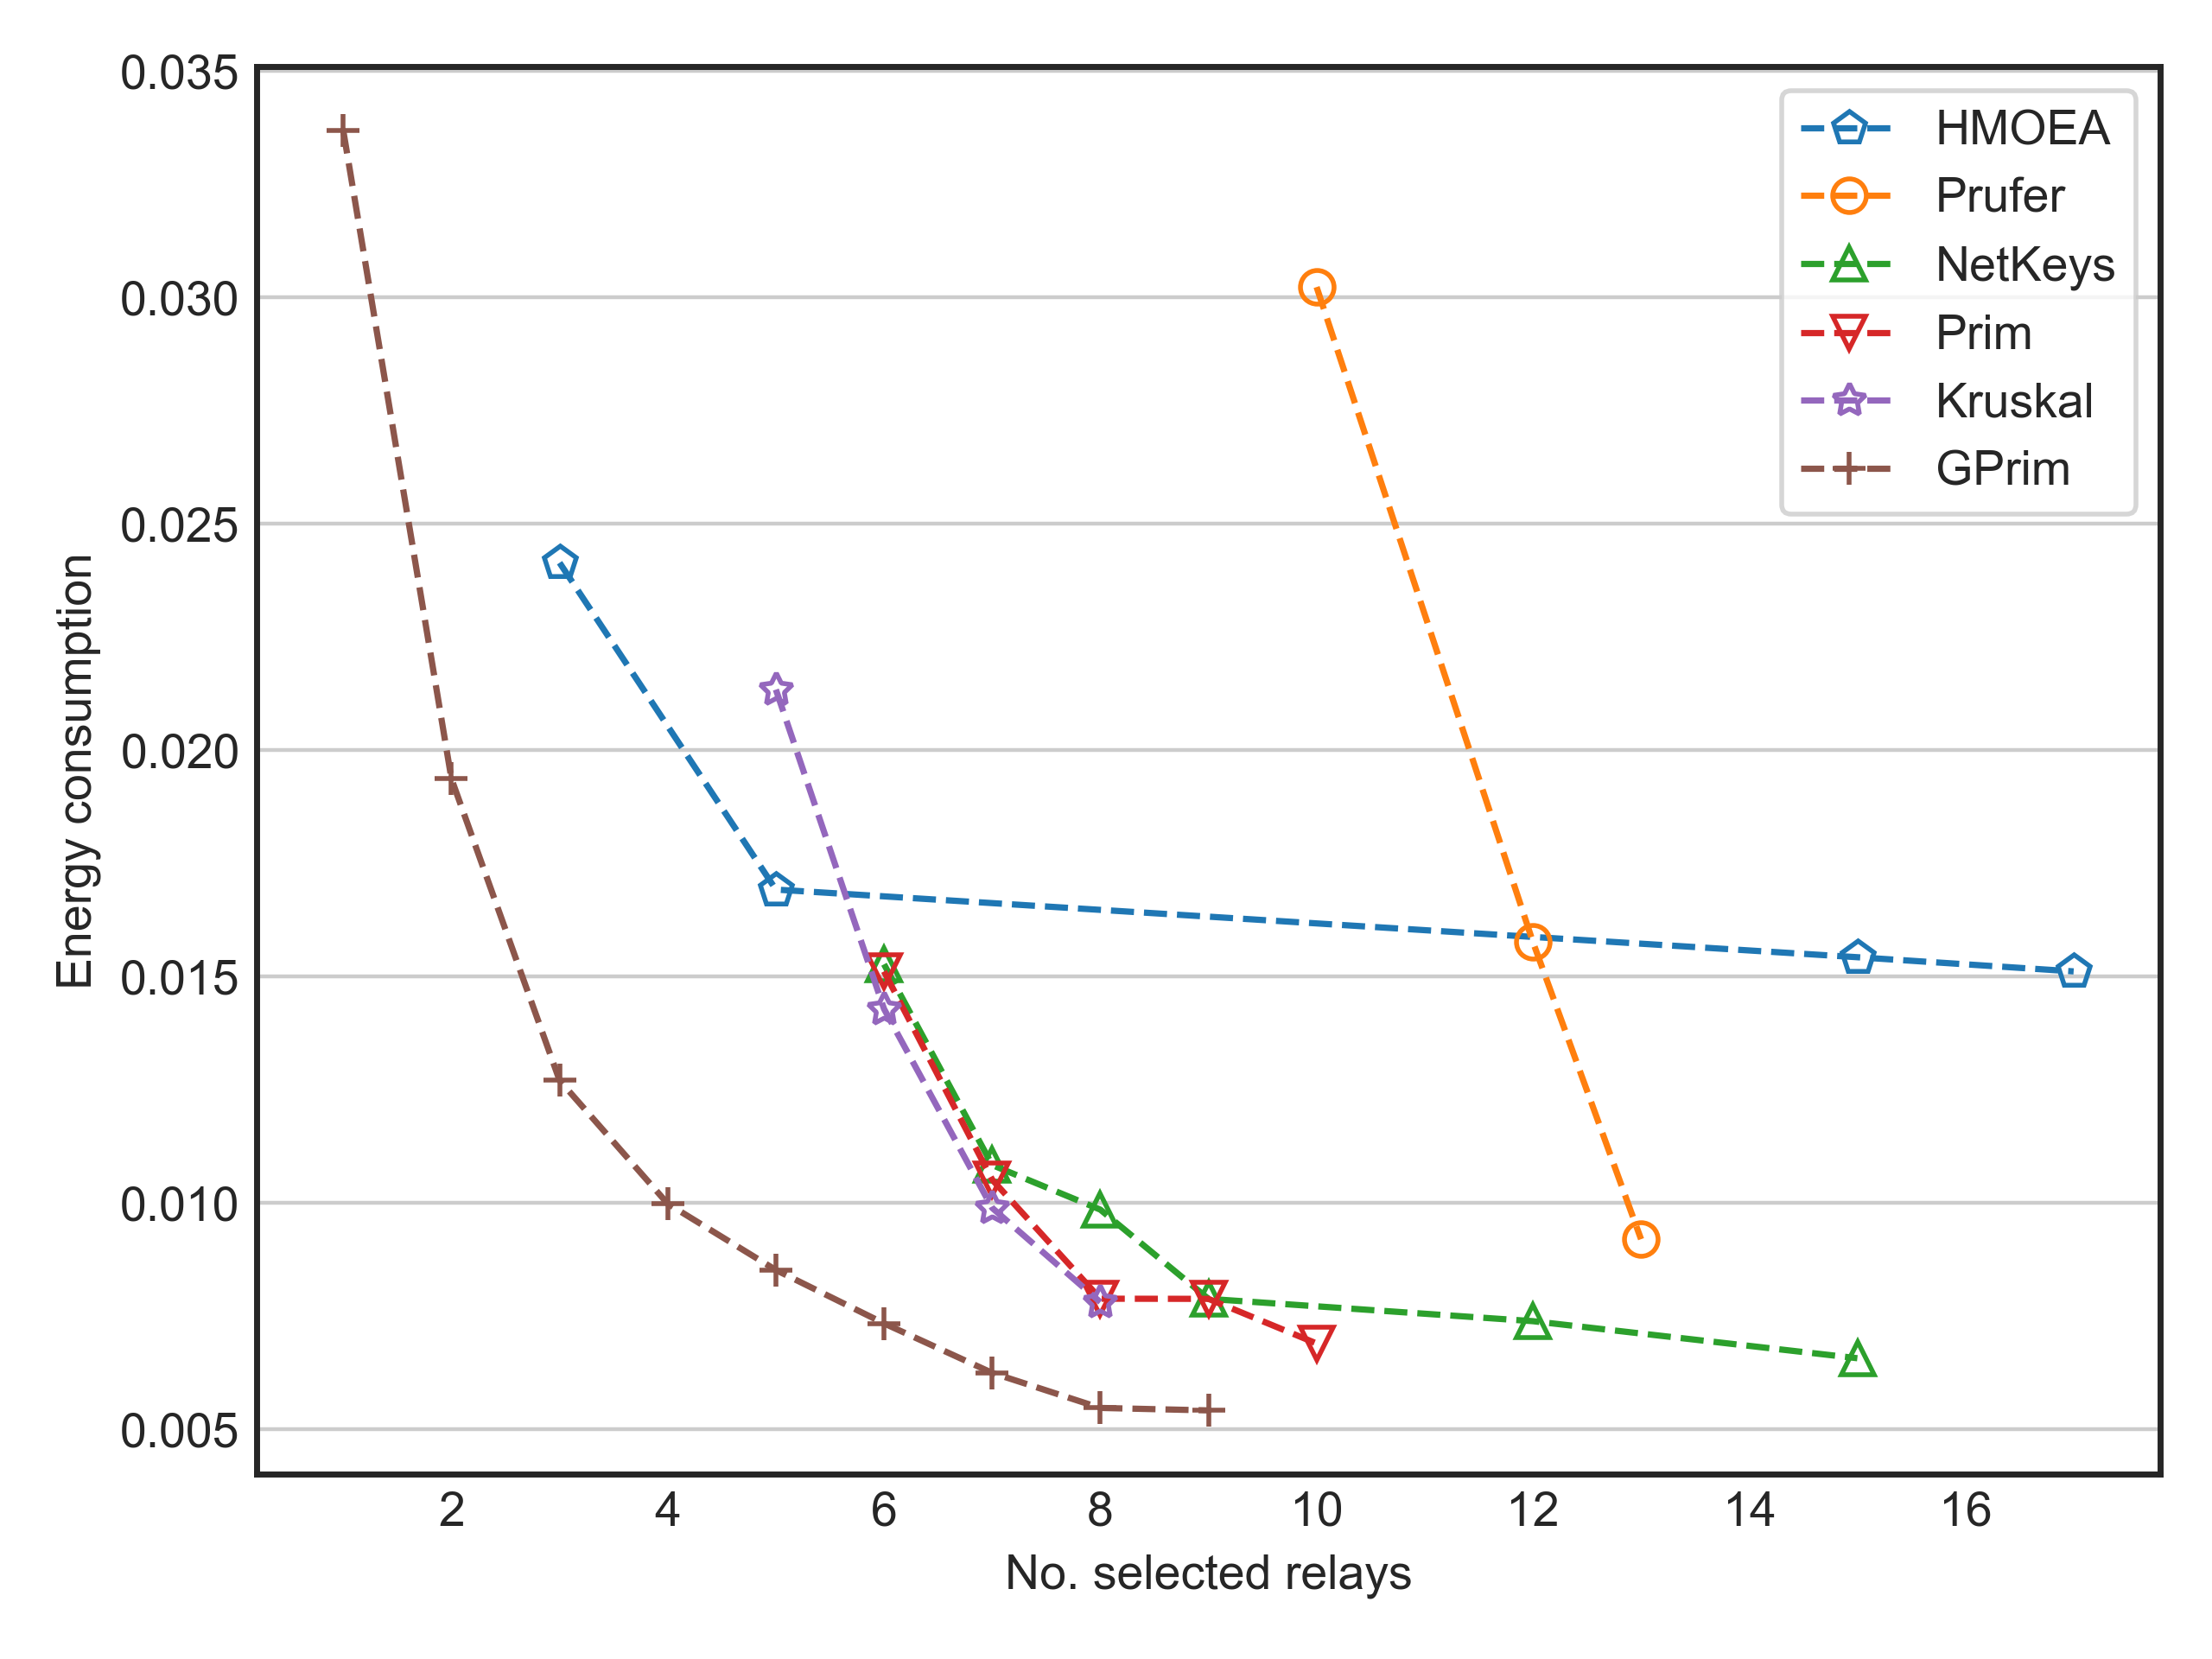 0.035
0.030
0.025
0.020
0.015
0.010
0.005
Energy consumption
2 4 6 8 10 12 14 16
No. selected relays
HMOEA
Prufer
NetKeys
Prim
Kruskal
GPrim